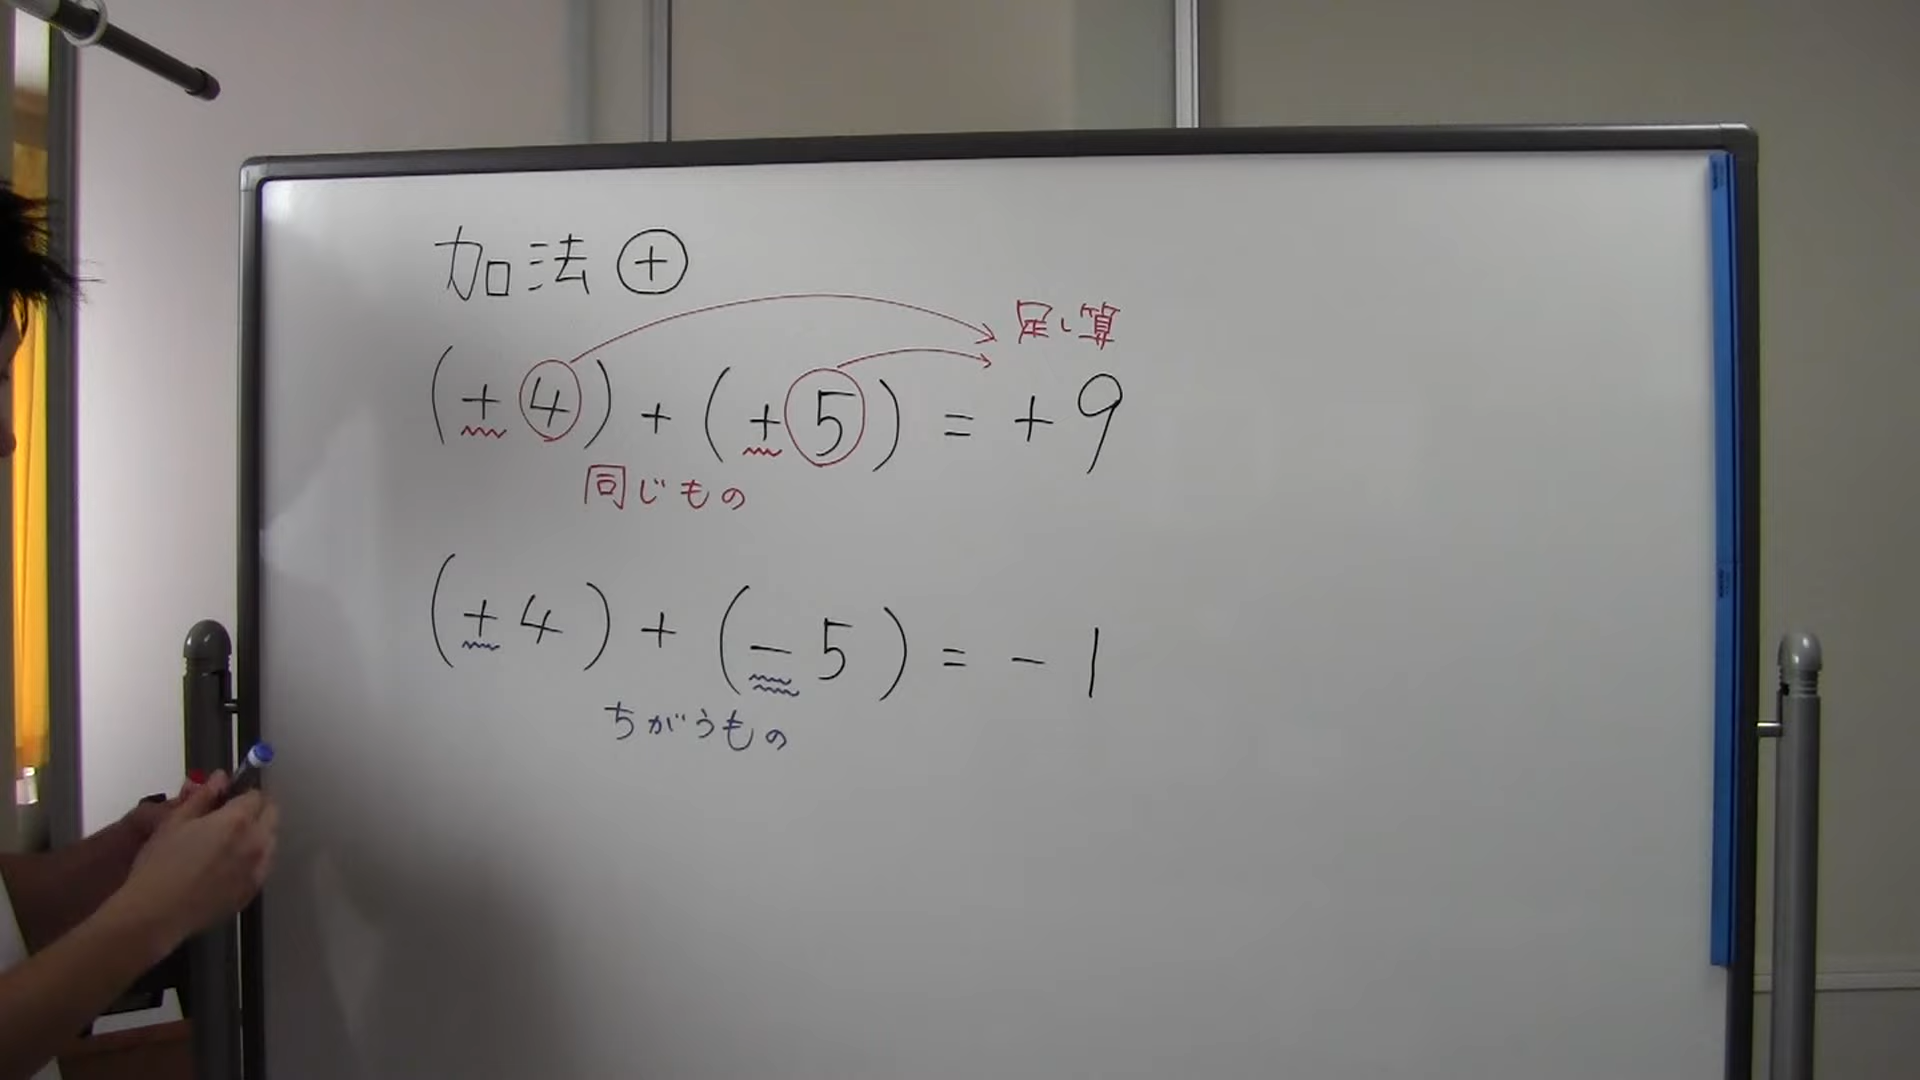 加法 ⊕
足し算
(+4) + (+5) = +9
同じもの
(+4) + (-5) = -1
ちがうもの